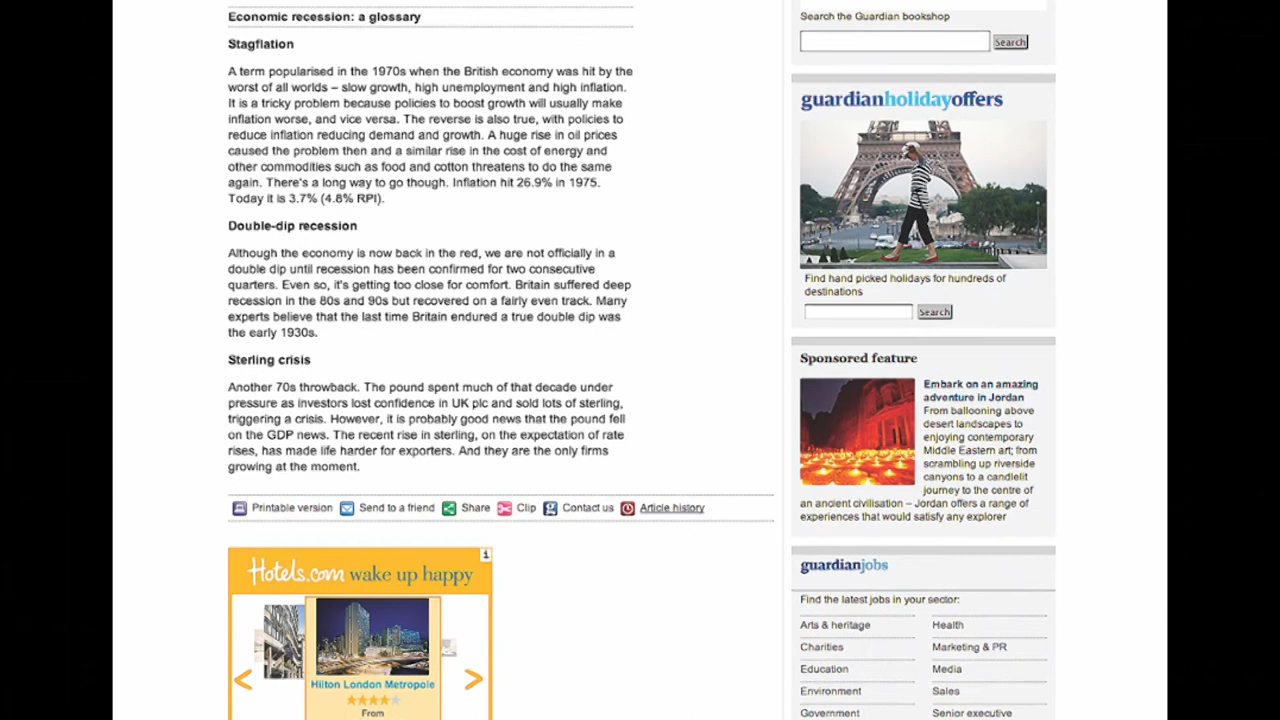 Economic recession: a glossary
Stagflation
A term popularised in the 1970s when the British economy was hit by the
worst of all worlds – slow growth, high unemployment and high inflation.
It is a tricky problem because policies to boost growth will usually make
inflation worse, and vice versa. The reverse is also true, with policies to
reduce inflation reducing demand and growth. A huge rise in oil prices
caused the problem then and a similar rise in the cost of energy and
other commodities such as food and cotton threatens to do the same
again. There's a long way to go though. Inflation hit 26.9% in 1975.
Today it is 3.7% (4.8% RPI).
Double-dip recession
Although the economy is now back in the red, we are not officially in a
double dip until recession has been confirmed for two consecutive
quarters. Even so, it's getting too close for comfort. Britain suffered deep
recession in the 80s and 90s but recovered on a fairly even track. Many
experts believe that the last time Britain endured a true double dip was
the early 1930s.
Sterling crisis
Another 70s throwback. The pound spent much of that decade under
pressure as investors lost confidence in UK plc and sold lots of sterling,
triggering a crisis. However, it is probably good news that the pound fell
on the GDP news. The recent rise in sterling, on the expectation of rate
rises, has made life harder for exporters. And they are the only firms
growing at the moment.
Printable version Send to a friend Share Clip Contact us Article history
i
Hotels.com wake up happy
< >
Hilton London Metropole
From
Search the Guardian bookshop
Search
guardianholidayoffers
Find hand picked holidays for hundreds of
destinations
Search
Sponsored feature
Embark on an amazing
adventure in Jordan
From ballooning above
desert landscapes to
enjoying contemporary
Middle Eastern art; from
scrambling up riverside
canyons to a candlelit
journey to the centre of
an ancient civilisation – Jordan offers a range of
experiences that would satisfy any explorer
guardianjobs
Find the latest jobs in your sector:
Arts & heritage Health
Charities Marketing & PR
Education Media
Environment Sales
Government Senior executive